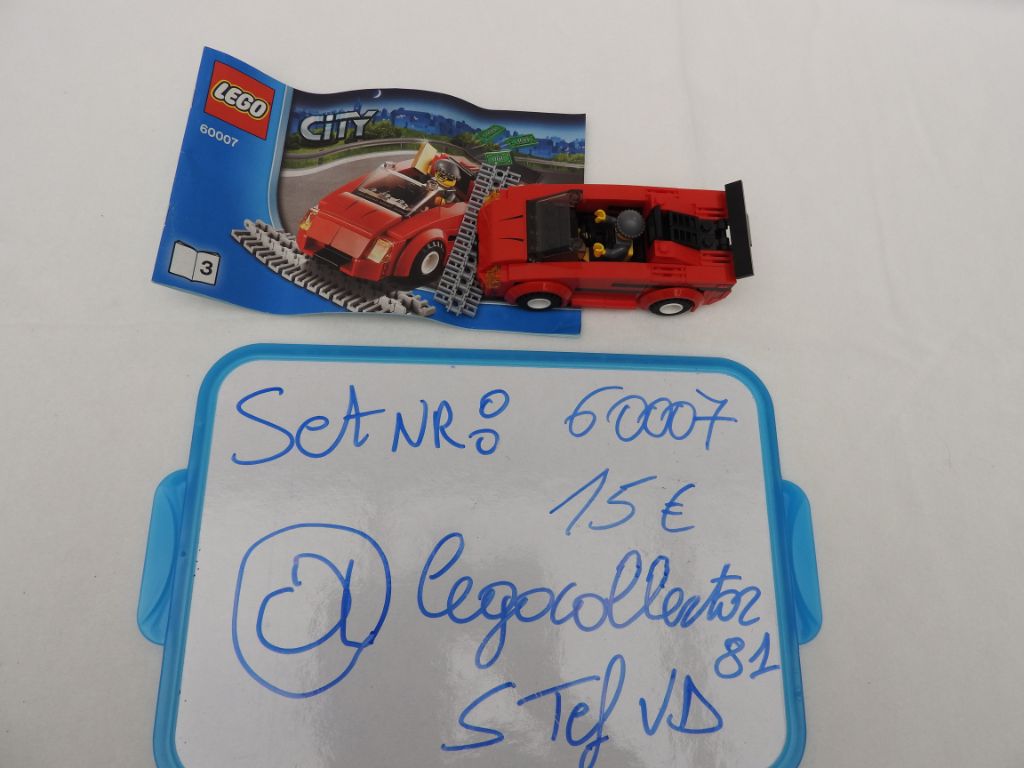 LEGO
CITY
60007
3
Set NR: 60007
15 €
@ legocollector
81
STef VD